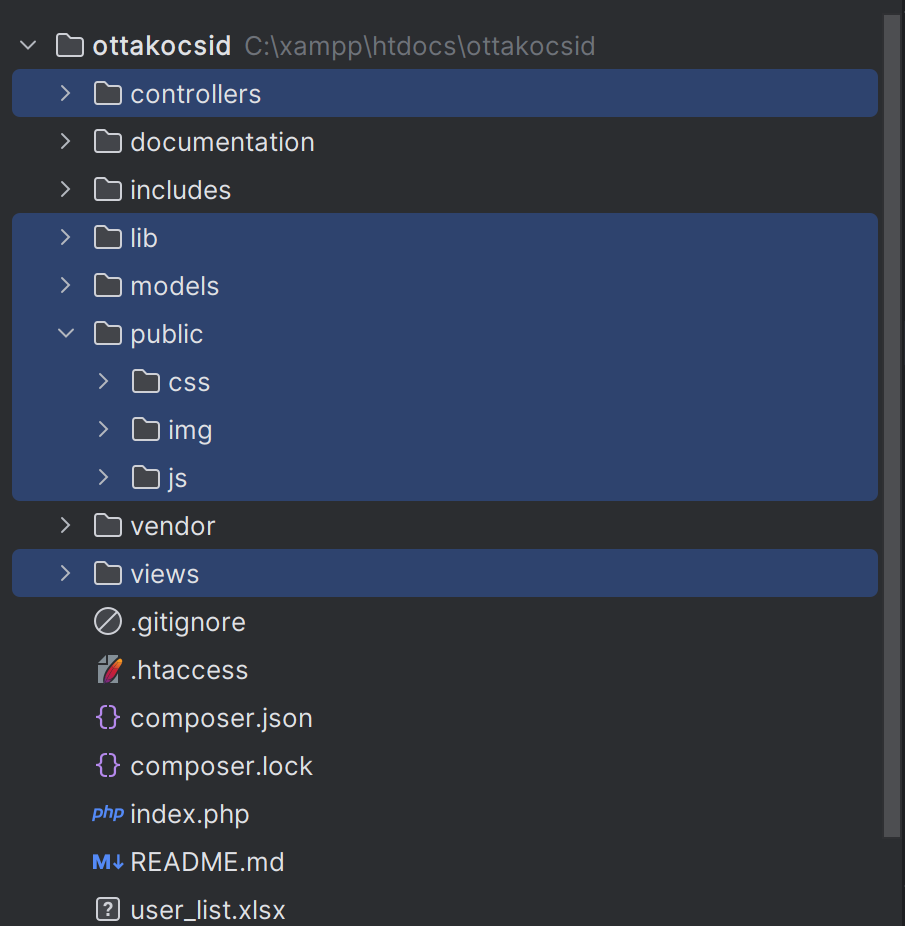 ottakocsid C:\xampp\htdocs\ottakocsid
controllers
documentation
includes
lib
models
public
css
img
js
vendor
views
.gitignore
.htaccess
{} composer.json
{} composer.lock
php index.php
M↓ README.md
? user_list.xlsx